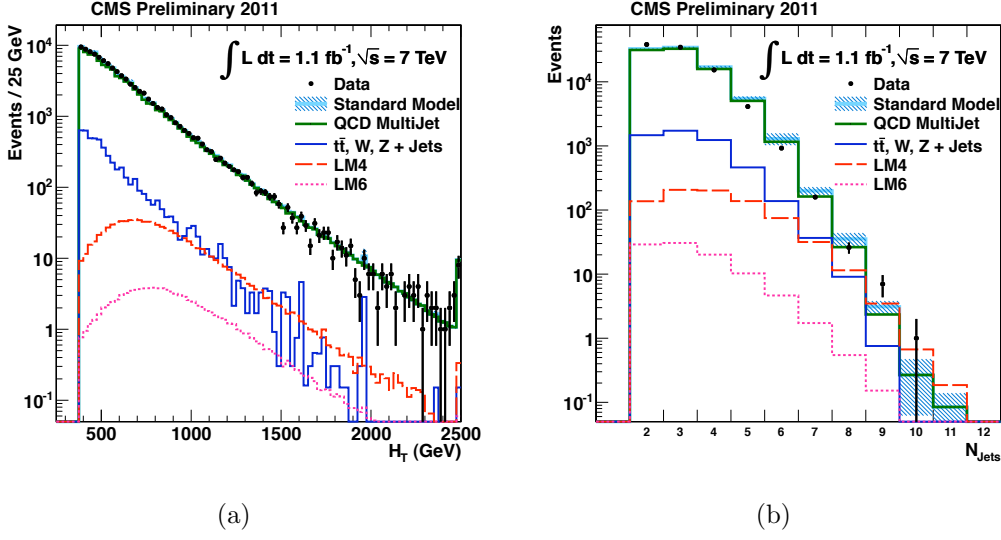 CMS Preliminary 2011
Events / 25 GeV
10⁴
10³
10²
10
1
10⁻¹
∫ L dt = 1.1 fb⁻¹, √s = 7 TeV
Data
Standard Model
QCD MultiJet
tt̄, W, Z + Jets
LM4
LM6
500 1000 1500 2000 2500
H_T (GeV)
(a)
CMS Preliminary 2011
Events
10⁴
10³
10²
10
1
10⁻¹
∫ L dt = 1.1 fb⁻¹, √s = 7 TeV
Data
Standard Model
QCD MultiJet
tt̄, W, Z + Jets
LM4
LM6
2 3 4 5 6 7 8 9 10 11 12
N_Jets
(b)